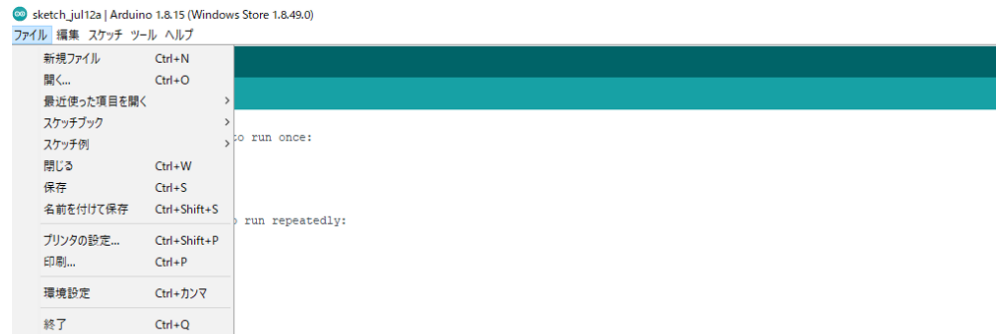 sketch_jul12a | Arduino 1.8.15 (Windows Store 1.8.49.0)
ファイル 編集 スケッチ ツール ヘルプ
新規ファイル Ctrl+N
開く... Ctrl+O
最近使った項目を開く >
スケッチブック >
スケッチ例 >
to run once:
閉じる Ctrl+W
保存 Ctrl+S
名前を付けて保存 Ctrl+Shift+S
run repeatedly:
プリンタの設定... Ctrl+Shift+P
印刷... Ctrl+P
環境設定 Ctrl+カンマ
終了 Ctrl+Q